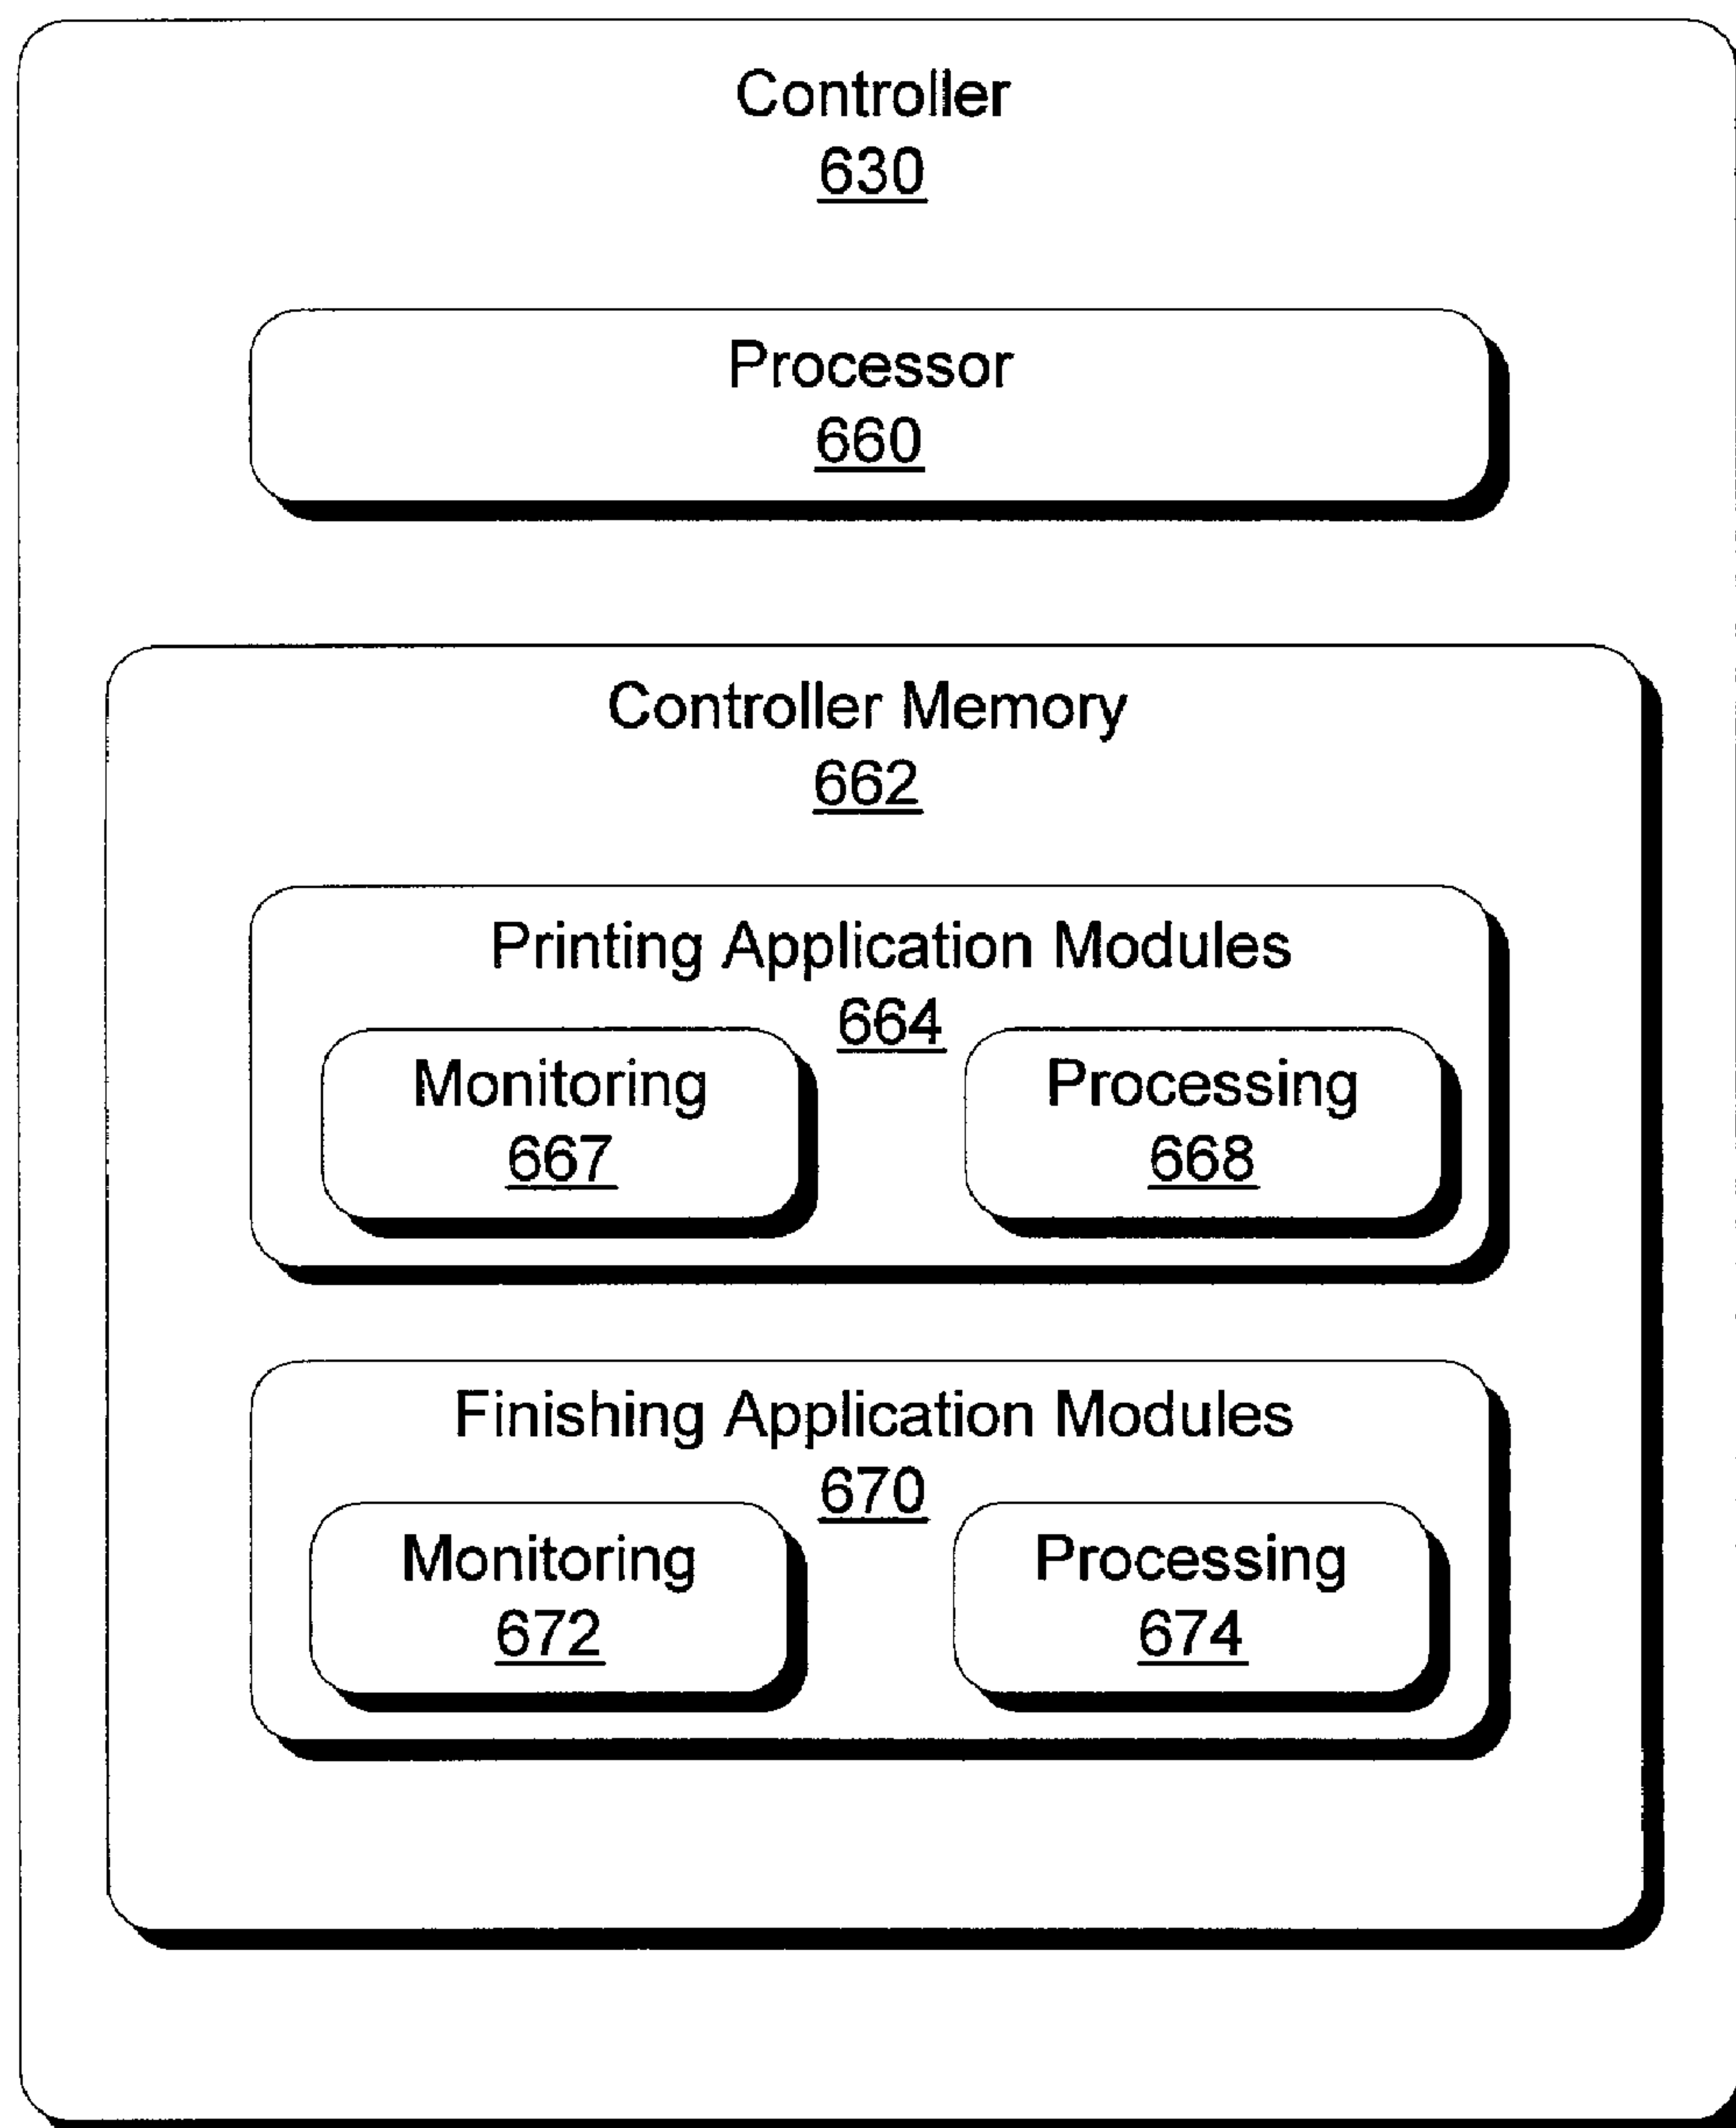 Controller
630
Processor
660
Controller Memory
662
Printing Application Modules
664
Monitoring
667
Processing
668
Finishing Application Modules
670
Monitoring
672
Processing
674